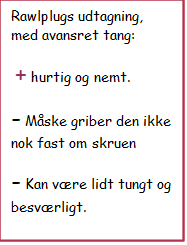 Rawlplugs udtagning,
med avansret tang:
+ hurtig og nemt.
- Måske griber den ikke
nok fast om skruen
- Kan være lidt tungt og
besværligt.